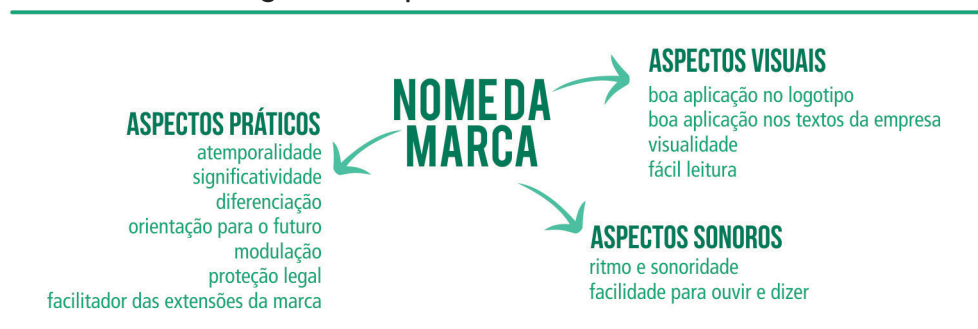 NOME DA
MARCA
ASPECTOS PRÁTICOS
atemporalidade
significatividade
diferenciação
orientação para o futuro
modulação
proteção legal
facilitador das extensões da marca
ASPECTOS VISUAIS
boa aplicação no logotipo
boa aplicação nos textos da empresa
visualidade
fácil leitura
ASPECTOS SONOROS
ritmo e sonoridade
facilidade para ouvir e dizer